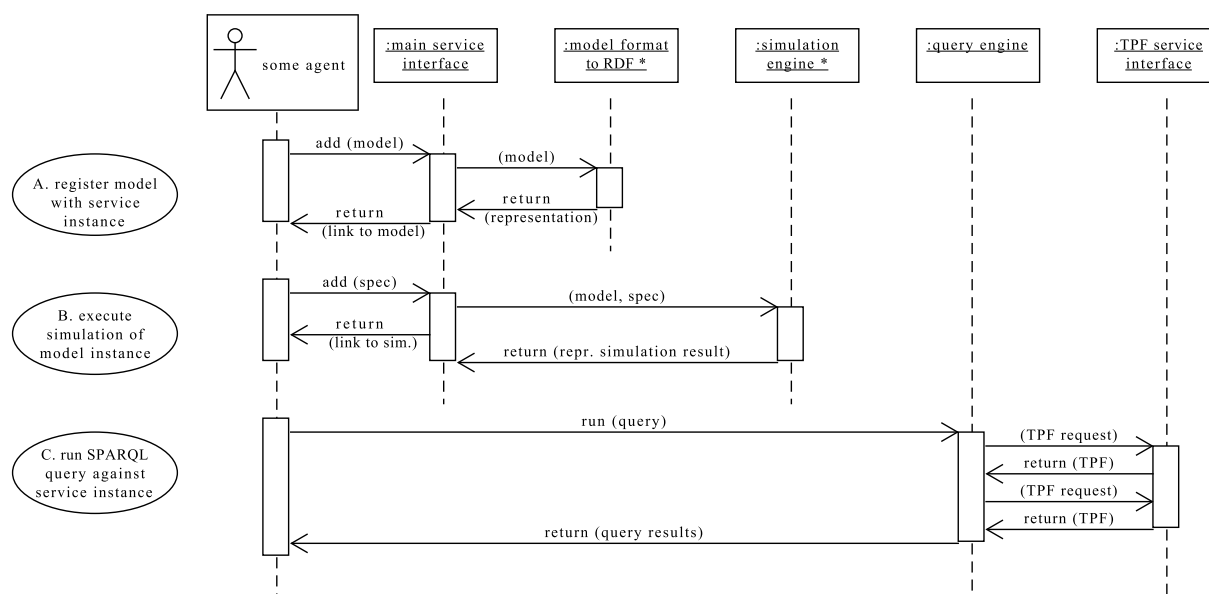 some agent
:main service
interface
:model format
to RDF *
:simulation
engine *
:query engine
:TPF service
interface
A. register model
with service
instance
add (model)
(model)
return
(representation)
return
(link to model)
B. execute
simulation of
model instance
add (spec)
(model, spec)
return
(link to sim.)
return (repr. simulation result)
C. run SPARQL
query against
service instance
run (query)
(TPF request)
return (TPF)
(TPF request)
return (TPF)
return (query results)